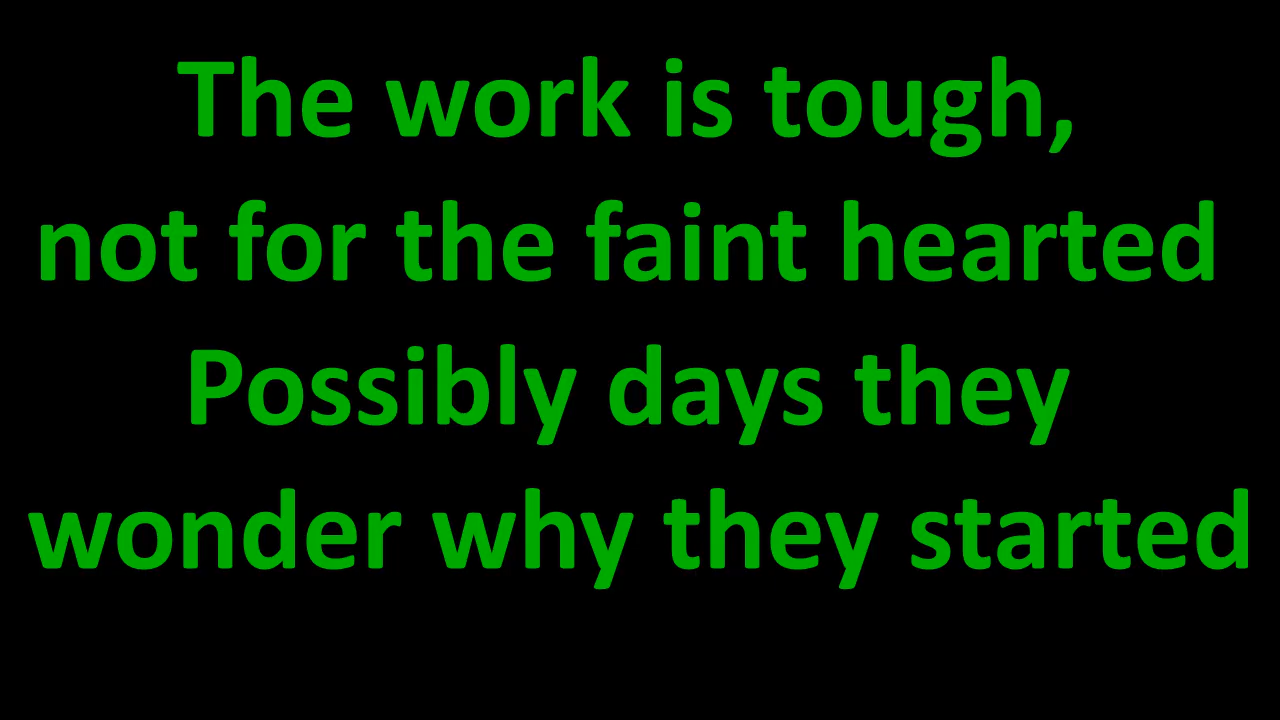 The work is tough,
not for the faint hearted
Possibly days they
wonder why they started